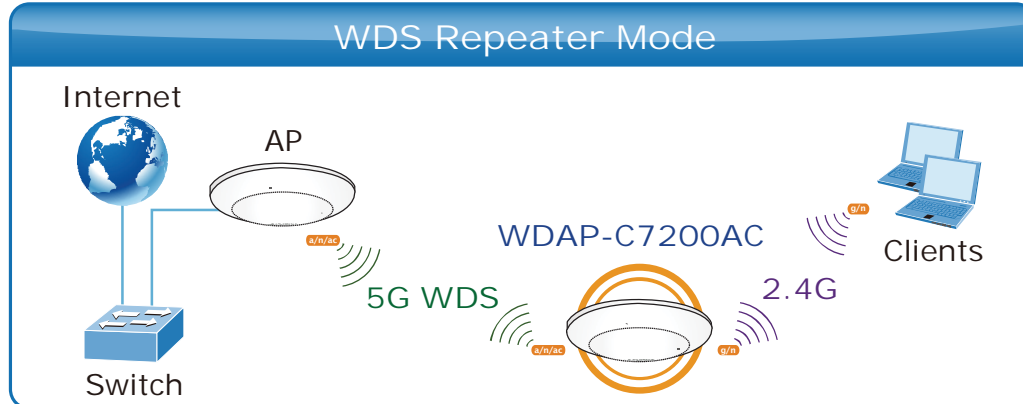 WDS Repeater Mode
Internet
AP
a/n/ac
5G WDS
WDAP-C7200AC
a/n/ac
g/n
2.4G
g/n
Clients
Switch